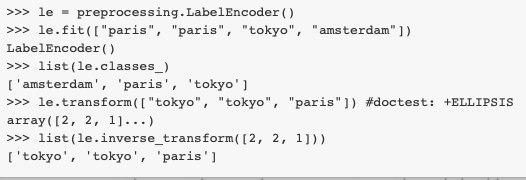 >>> le = preprocessing.LabelEncoder()
>>> le.fit(["paris", "paris", "tokyo", "amsterdam"])
LabelEncoder()
>>> list(le.classes_)
['amsterdam', 'paris', 'tokyo']
>>> le.transform(["tokyo", "tokyo", "paris"]) #doctest: +ELLIPSIS
array([2, 2, 1]...)
>>> list(le.inverse_transform([2, 2, 1]))
['tokyo', 'tokyo', 'paris']